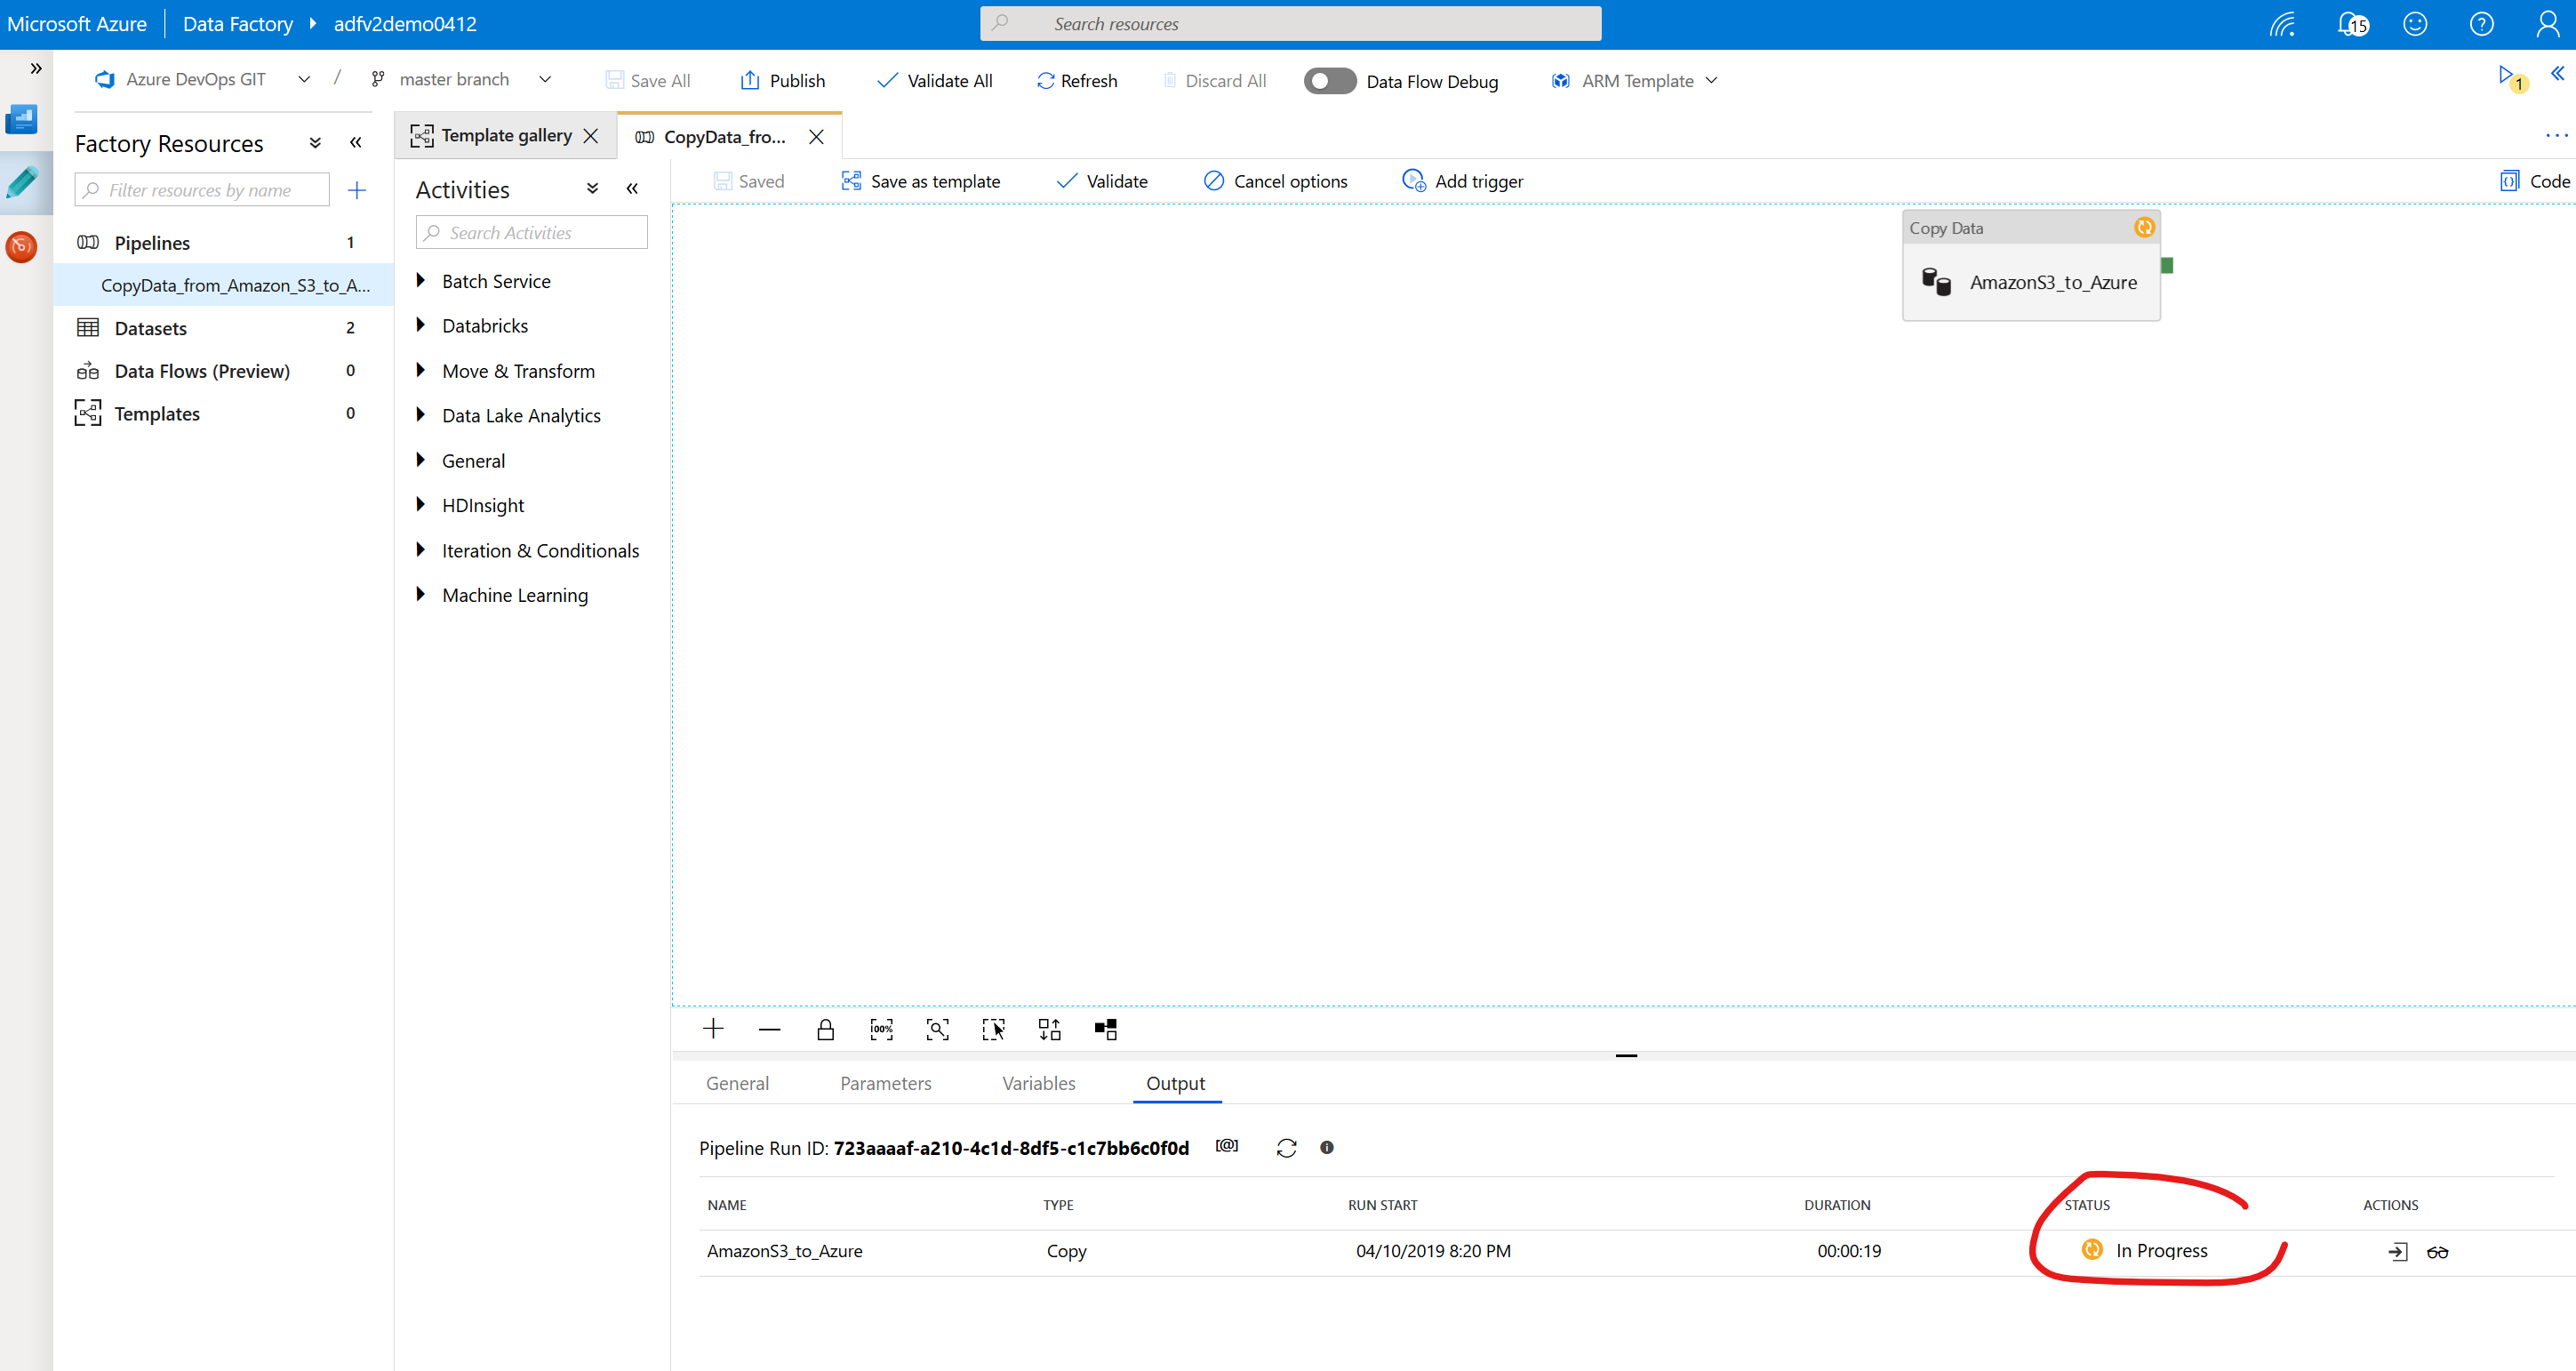 Microsoft Azure Data Factory adfv2demo0412 Search resources 15
Azure DevOps GIT / master branch Save All Publish Validate All Refresh Discard All Data Flow Debug ARM Template 1
Factory Resources
Filter resources by name
Pipelines 1
CopyData_from_Amazon_S3_to_A...
Datasets 2
Data Flows (Preview) 0
Templates 0
Template gallery CopyData_fro...
Activities
Search Activities
Batch Service
Databricks
Move & Transform
Data Lake Analytics
General
HDInsight
Iteration & Conditionals
Machine Learning
Saved Save as template Validate Cancel options Add trigger Code
Copy Data
AmazonS3_to_Azure
100%
General Parameters Variables Output
Pipeline Run ID: 723aaaaf-a210-4c1d-8df5-c1c7bb6c0f0d [@]
NAME TYPE RUN START DURATION STATUS ACTIONS
AmazonS3_to_Azure Copy 04/10/2019 8:20 PM 00:00:19 In Progress